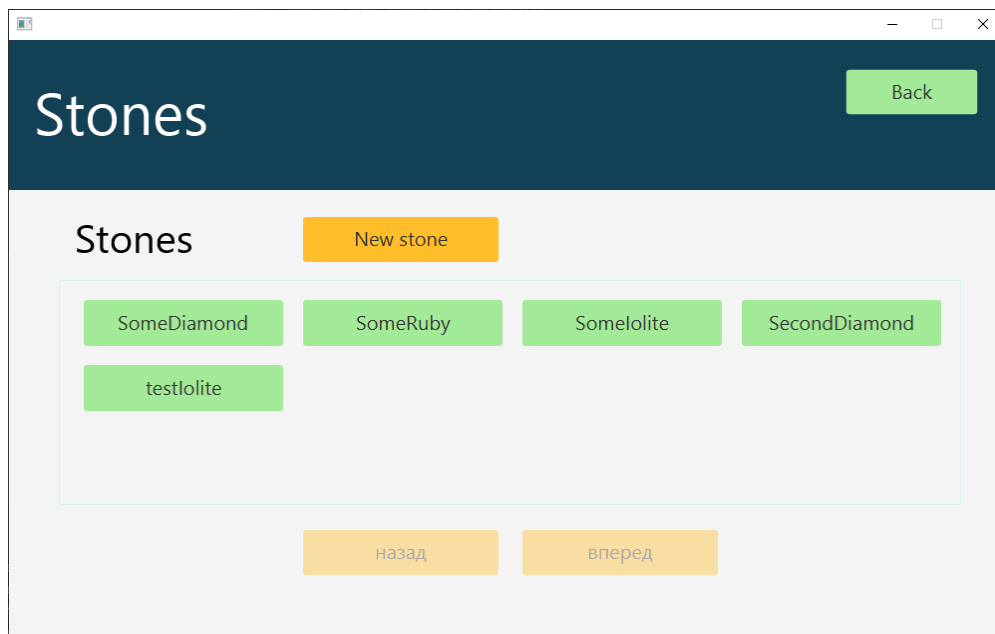 Stones
Back
Stones
New stone
SomeDiamond
SomeRuby
SomeIolite
SecondDiamond
testIolite
назад
вперед